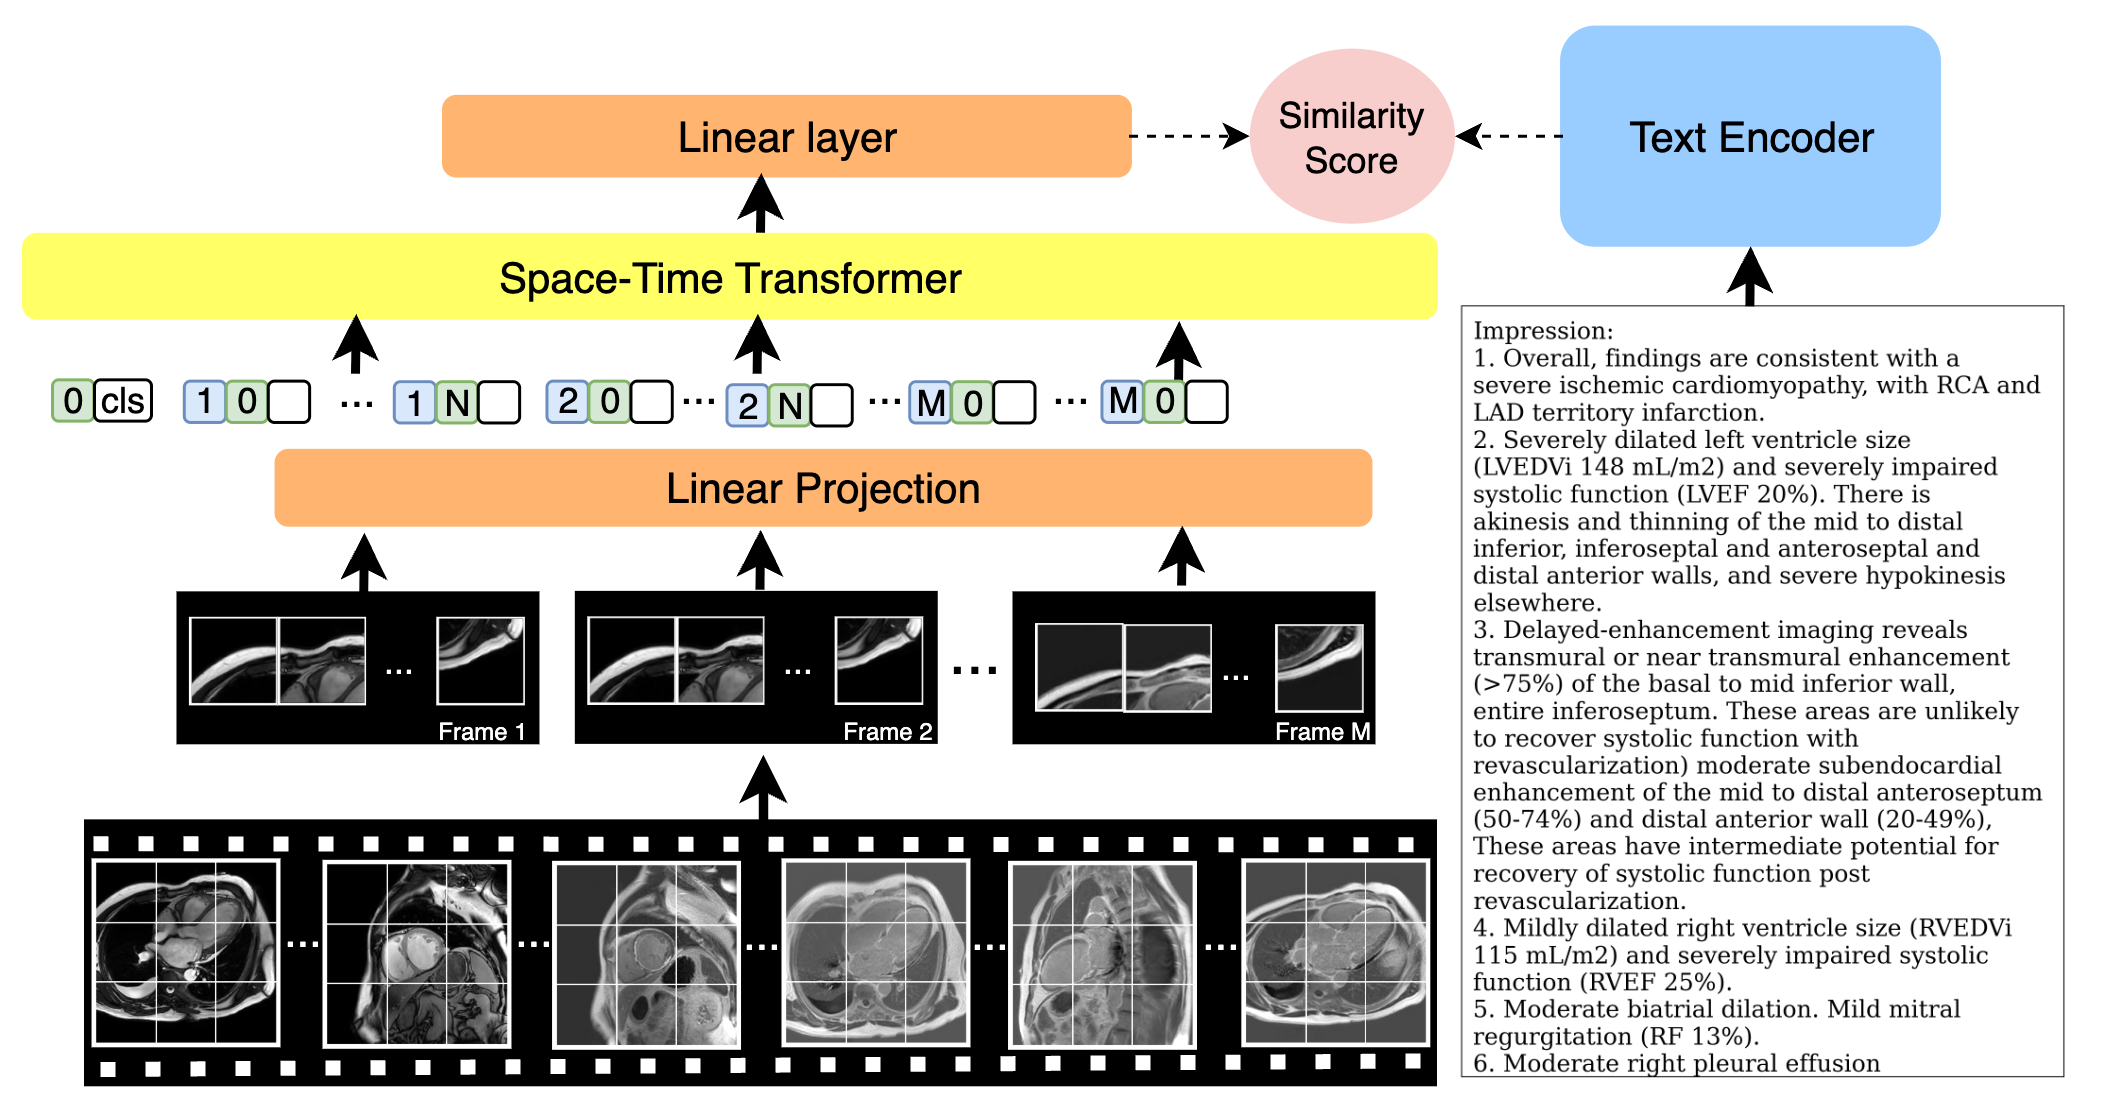 Linear layer
Similarity
Score
Text Encoder
Space-Time Transformer
0 cls 1 0 ... 1 N 2 0 ... 2 N ... M 0 ... M 0
Linear Projection
... Frame 1
... Frame 2
...
... Frame M
... ... ... ... ...
Impression:
1. Overall, findings are consistent with a
severe ischemic cardiomyopathy, with RCA and
LAD territory infarction.
2. Severely dilated left ventricle size
(LVEDVi 148 mL/m2) and severely impaired
systolic function (LVEF 20%). There is
akinesis and thinning of the mid to distal
inferior, inferoseptal and anteroseptal and
distal anterior walls, and severe hypokinesis
elsewhere.
3. Delayed-enhancement imaging reveals
transmural or near transmural enhancement
(>75%) of the basal to mid inferior wall,
entire inferoseptum. These areas are unlikely
to recover systolic function with
revascularization) moderate subendocardial
enhancement of the mid to distal anteroseptum
(50-74%) and distal anterior wall (20-49%),
These areas have intermediate potential for
recovery of systolic function post
revascularization.
4. Mildly dilated right ventricle size (RVEDVi
115 mL/m2) and severely impaired systolic
function (RVEF 25%).
5. Moderate biatrial dilation. Mild mitral
regurgitation (RF 13%).
6. Moderate right pleural effusion